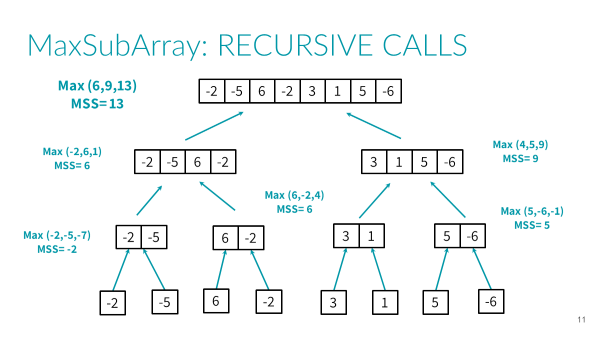 MaxSubArray: RECURSIVE CALLS
Max (6,9,13)
MSS= 13
-2 -5 6 -2 3 1 5 -6
Max (-2,6,1)
MSS= 6
-2 -5 6 -2
3 1 5 -6
Max (4,5,9)
MSS= 9
Max (6,-2,4)
MSS= 6
Max (5,-6,-1)
MSS= 5
Max (-2,-5,-7)
MSS= -2
-2 -5
6 -2
3 1
5 -6
-2
-5
6
-2
3
1
5
-6
11